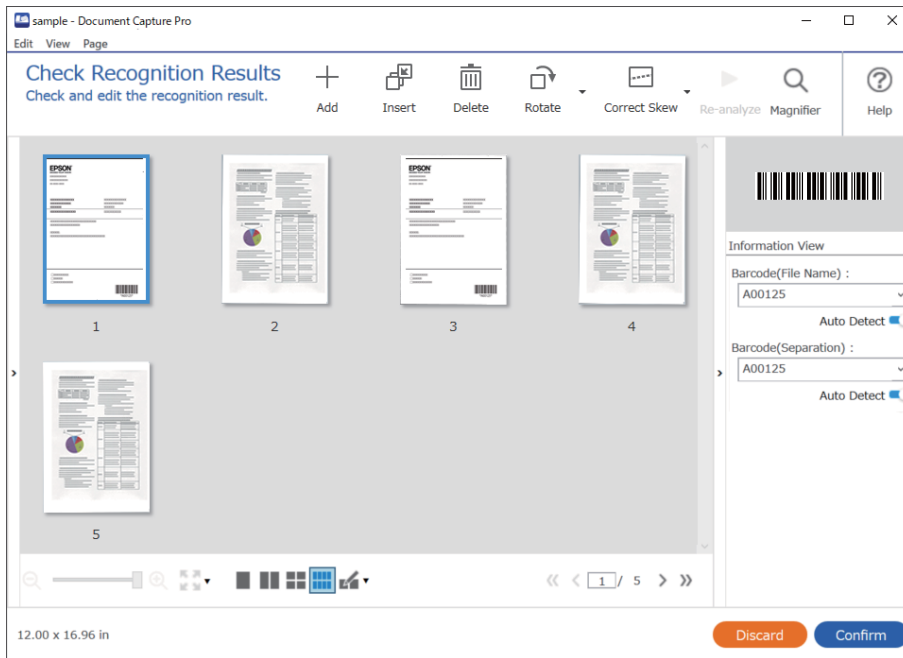 sample - Document Capture Pro
Edit View Page
Check Recognition Results
Check and edit the recognition result.
Add
Insert
Delete
Rotate
Correct Skew
Re-analyze
Magnifier
Help
EPSON
EPSON
1
2
3
4
5
Information View
Barcode(File Name) :
A00125
Auto Detect
Barcode(Separation) :
A00125
Auto Detect
1 / 5
12.00 x 16.96 in
Discard
Confirm